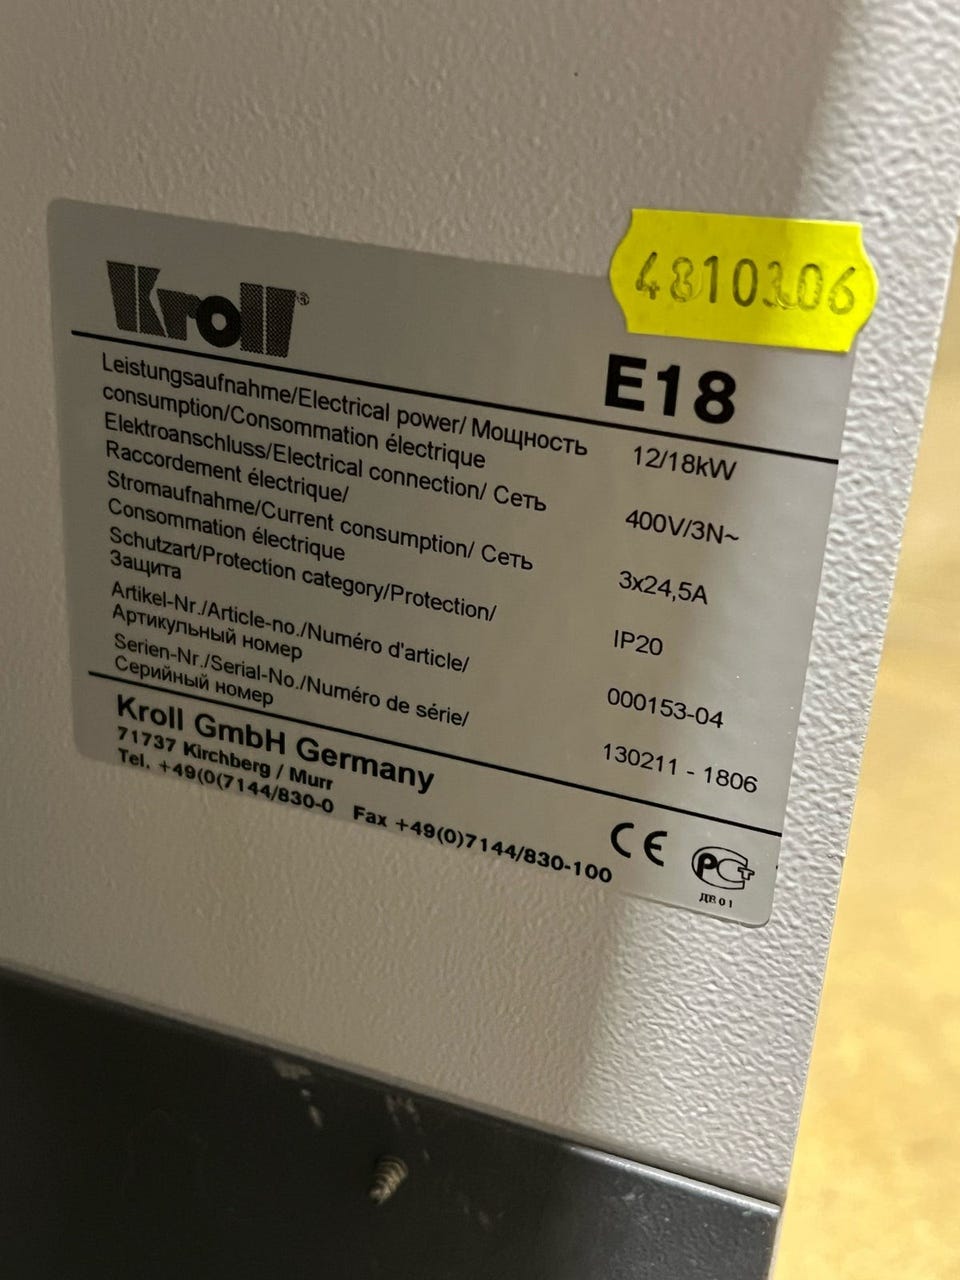 4810306
Kroll®
E18
Leistungsaufnahme/Electrical power/ Мощность
consumption/Consommation électrique
12/18kW
Elektroanschluss/Electrical connection/ Сеть
Raccordement électrique/
400V/3N~
Stromaufnahme/Current consumption/ Сеть
Consommation électrique
3x24,5A
Schutzart/Protection category/Protection/
Защита
IP20
Artikel-Nr./Article-no./Numéro d'article/
Артикульный номер
000153-04
Serien-Nr./Serial-No./Numéro de série/
Серийный номер
130211 - 1806
Kroll GmbH Germany
71737 Kirchberg / Murr
Tel. +49(0(7144/830-0 Fax +49(0)7144/830-100
CE
РСТ
ДВ01